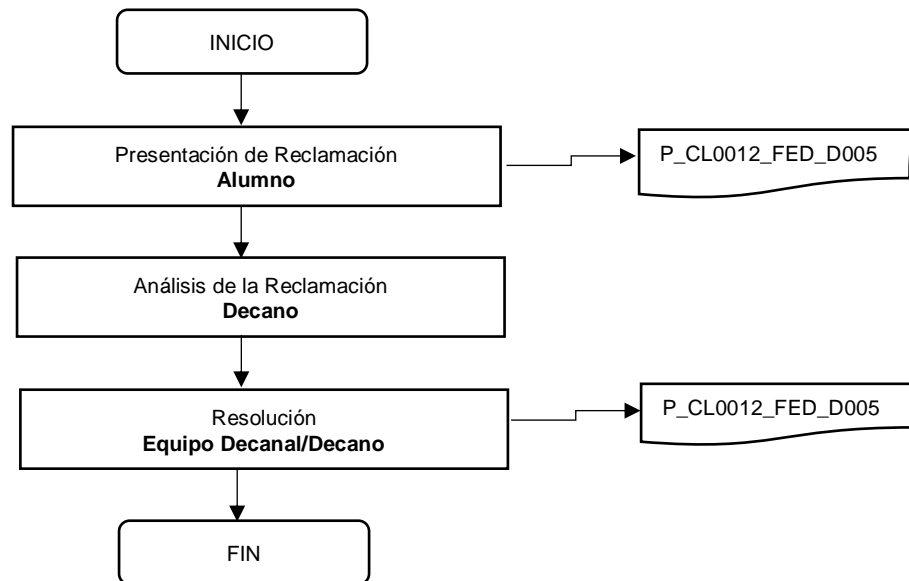 INICIO
Presentación de Reclamación
Alumno
P_CL0012_FED_D005
Análisis de la Reclamación
Decano
Resolución
Equipo Decanal/Decano
P_CL0012_FED_D005
FIN